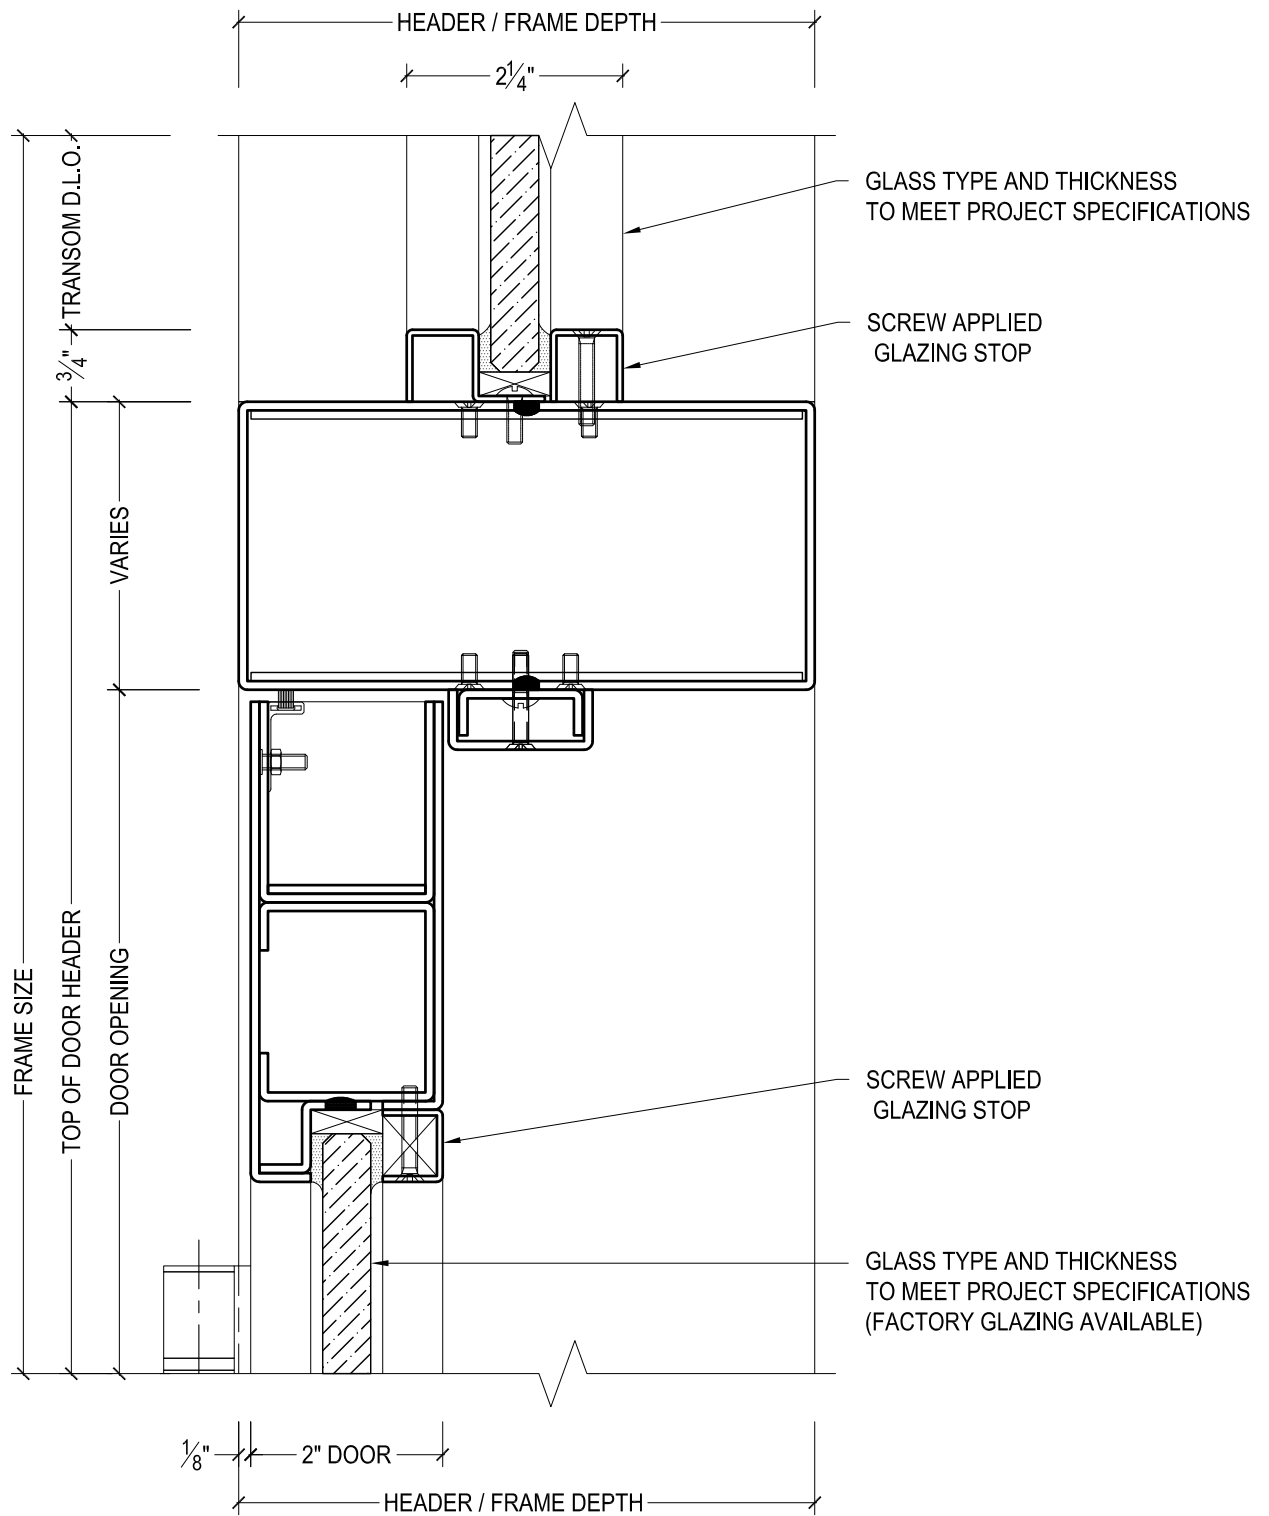 HEADER / FRAME DEPTH
2 1/4"
GLASS TYPE AND THICKNESS
TO MEET PROJECT SPECIFICATIONS
TRANSOM D.L.O.
SCREW APPLIED
GLAZING STOP
3/4"
VARIES
FRAME SIZE
TOP OF DOOR HEADER
DOOR OPENING
SCREW APPLIED
GLAZING STOP
GLASS TYPE AND THICKNESS
TO MEET PROJECT SPECIFICATIONS
(FACTORY GLAZING AVAILABLE)
1/8"
2" DOOR
HEADER / FRAME DEPTH